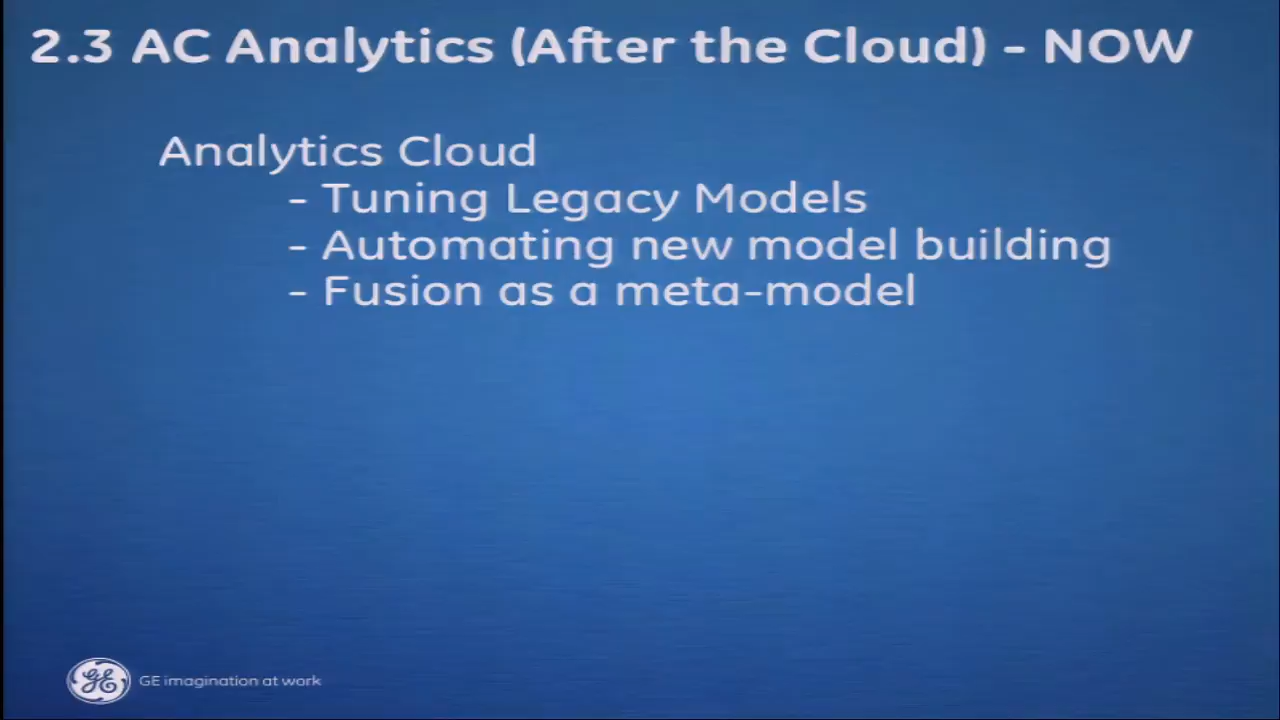 2.3 AC Analytics (After the Cloud) - NOW
Analytics Cloud
- Tuning Legacy Models
- Automating new model building
- Fusion as a meta-model
GE imagination at work